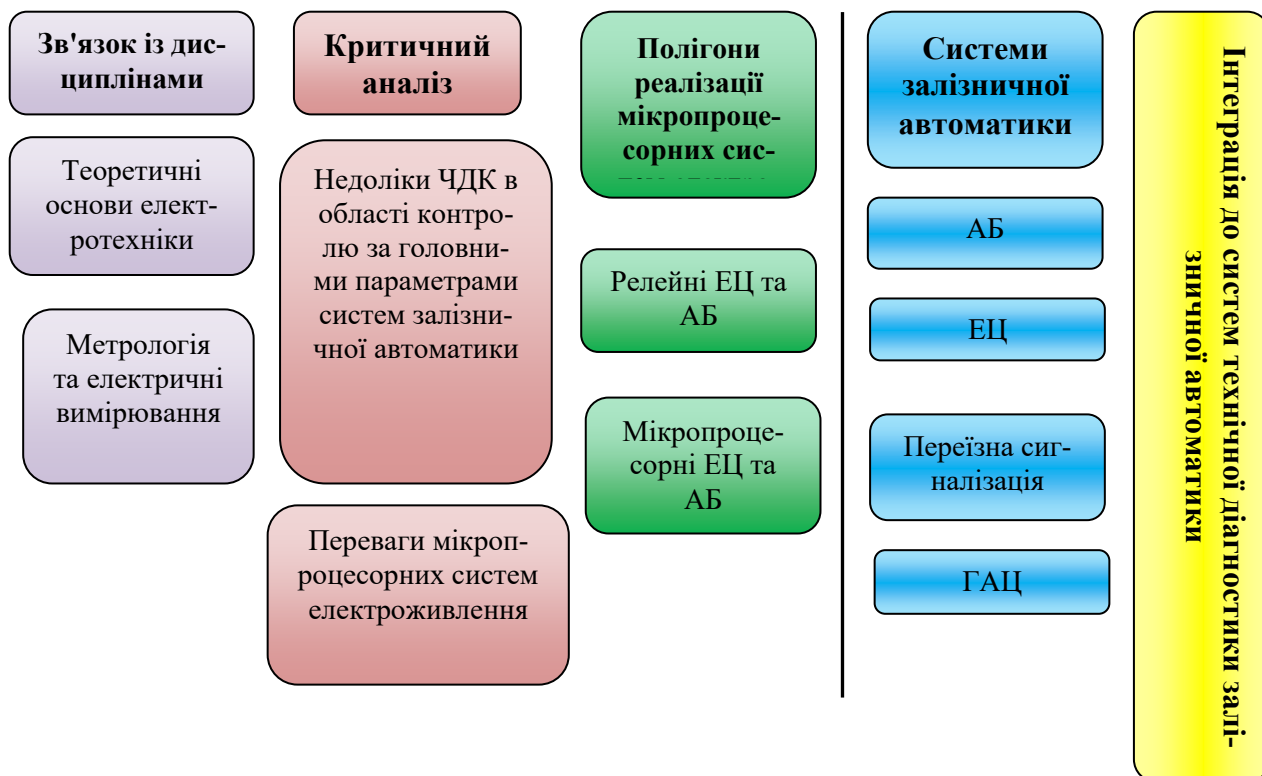 Зв'язок із дис-
циплінами
Теоретичні
основи елект-
ротехніки
Метрологія
та електричні
вимірювання
Критичний
аналіз
Недоліки ЧДК в
області контро-
лю за головни-
ми параметрами
систем залізни-
чної автоматики
Переваги мікроп-
роцесорних систем
електроживлення
Полігони
реалізації
мікропроце-
сорних сис-
Релейні ЕЦ та
АБ
Мікропроце-
сорні ЕЦ та
АБ
Системи
залізничної
автоматики
АБ
ЕЦ
Переїзна сиг-
налізація
ГАЦ
Інтеграція до систем технічної діагностики залі-
зничної автоматики